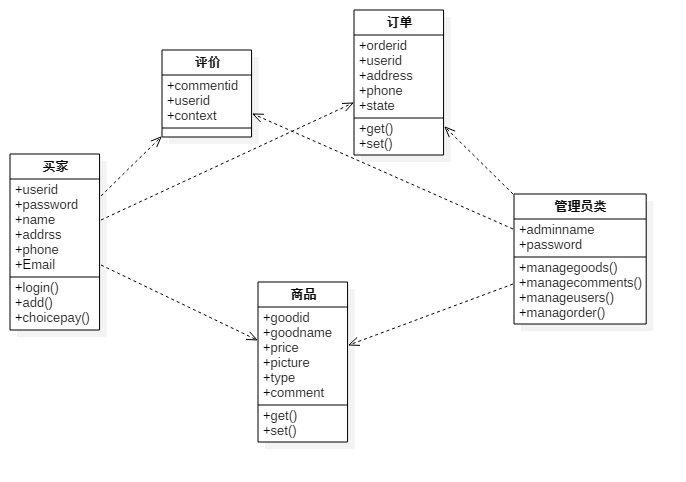 订单
+orderid
+userid
+address
+phone
+state
+get()
+set()
评价
+commentid
+userid
+context
买家
+userid
+password
+name
+addrss
+phone
+Email
+login()
+add()
+choicepay()
管理员类
+adminname
+password
+managegoods()
+managecomments()
+manageusers()
+managorder()
商品
+goodid
+goodname
+price
+picture
+type
+comment
+get()
+set()